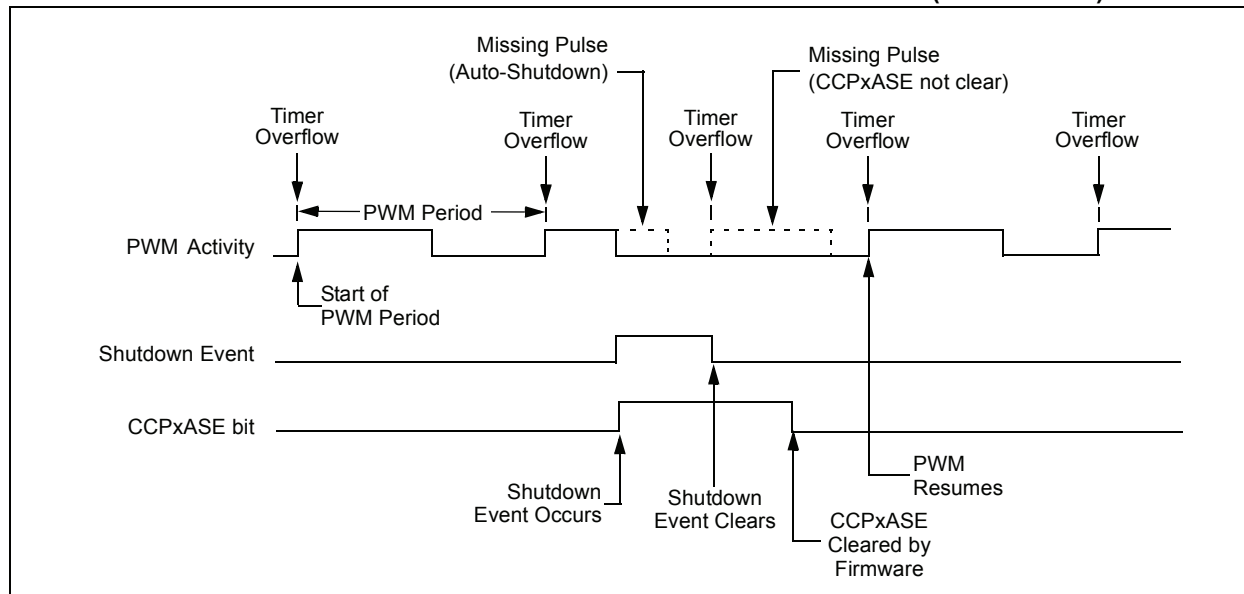 Missing Pulse
(Auto-Shutdown)
Missing Pulse
(CCPxASE not clear)
Timer
Overflow
Timer
Overflow
Timer
Overflow
Timer
Overflow
Timer
Overflow
PWM Period
PWM Activity
Start of
PWM Period
Shutdown Event
CCPxASE bit
Shutdown
Event Occurs
Shutdown
Event Clears
CCPxASE
Cleared by
Firmware
PWM
Resumes